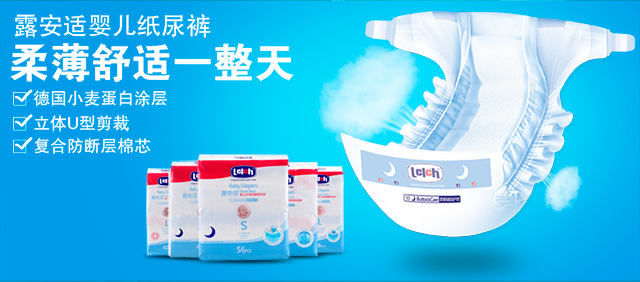 露安适婴儿纸尿裤
柔薄舒适一整天
德国小麦蛋白涂层
立体U型剪裁
复合防断层棉芯
Leich
Baby Diapers
露安适
S
56PCS
L
L
Leich